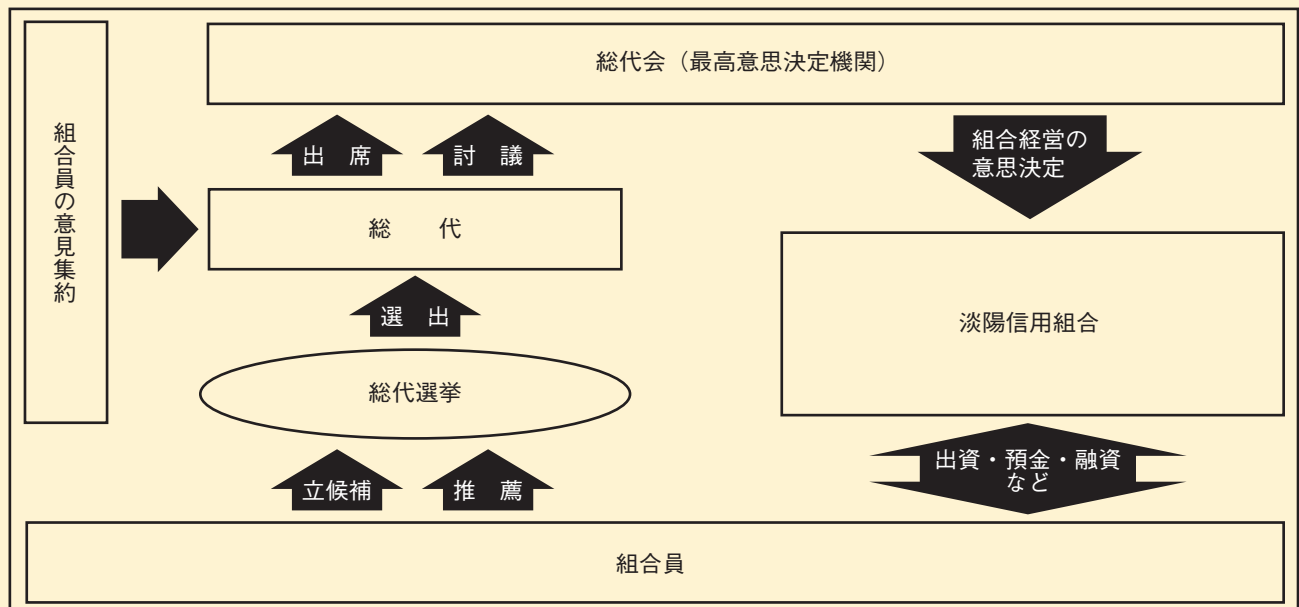 総代会（最高意思決定機関）
組合員の意見集約
出　席
討　議
組合経営の
意思決定
総　　代
選　出
淡陽信用組合
総代選挙
立候補
推　薦
出資・預金・融資
など
組合員